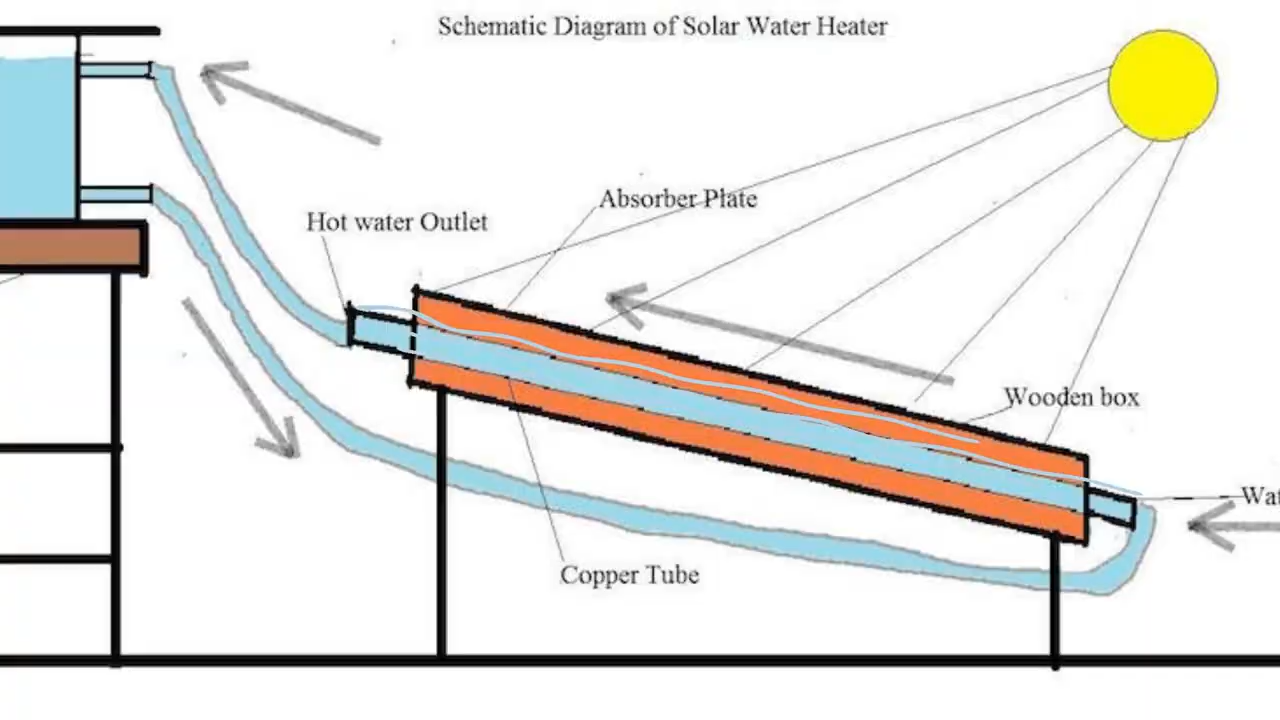 Schematic Diagram of Solar Water Heater
Absorber Plate
Hot water Outlet
Wooden box
Copper Tube